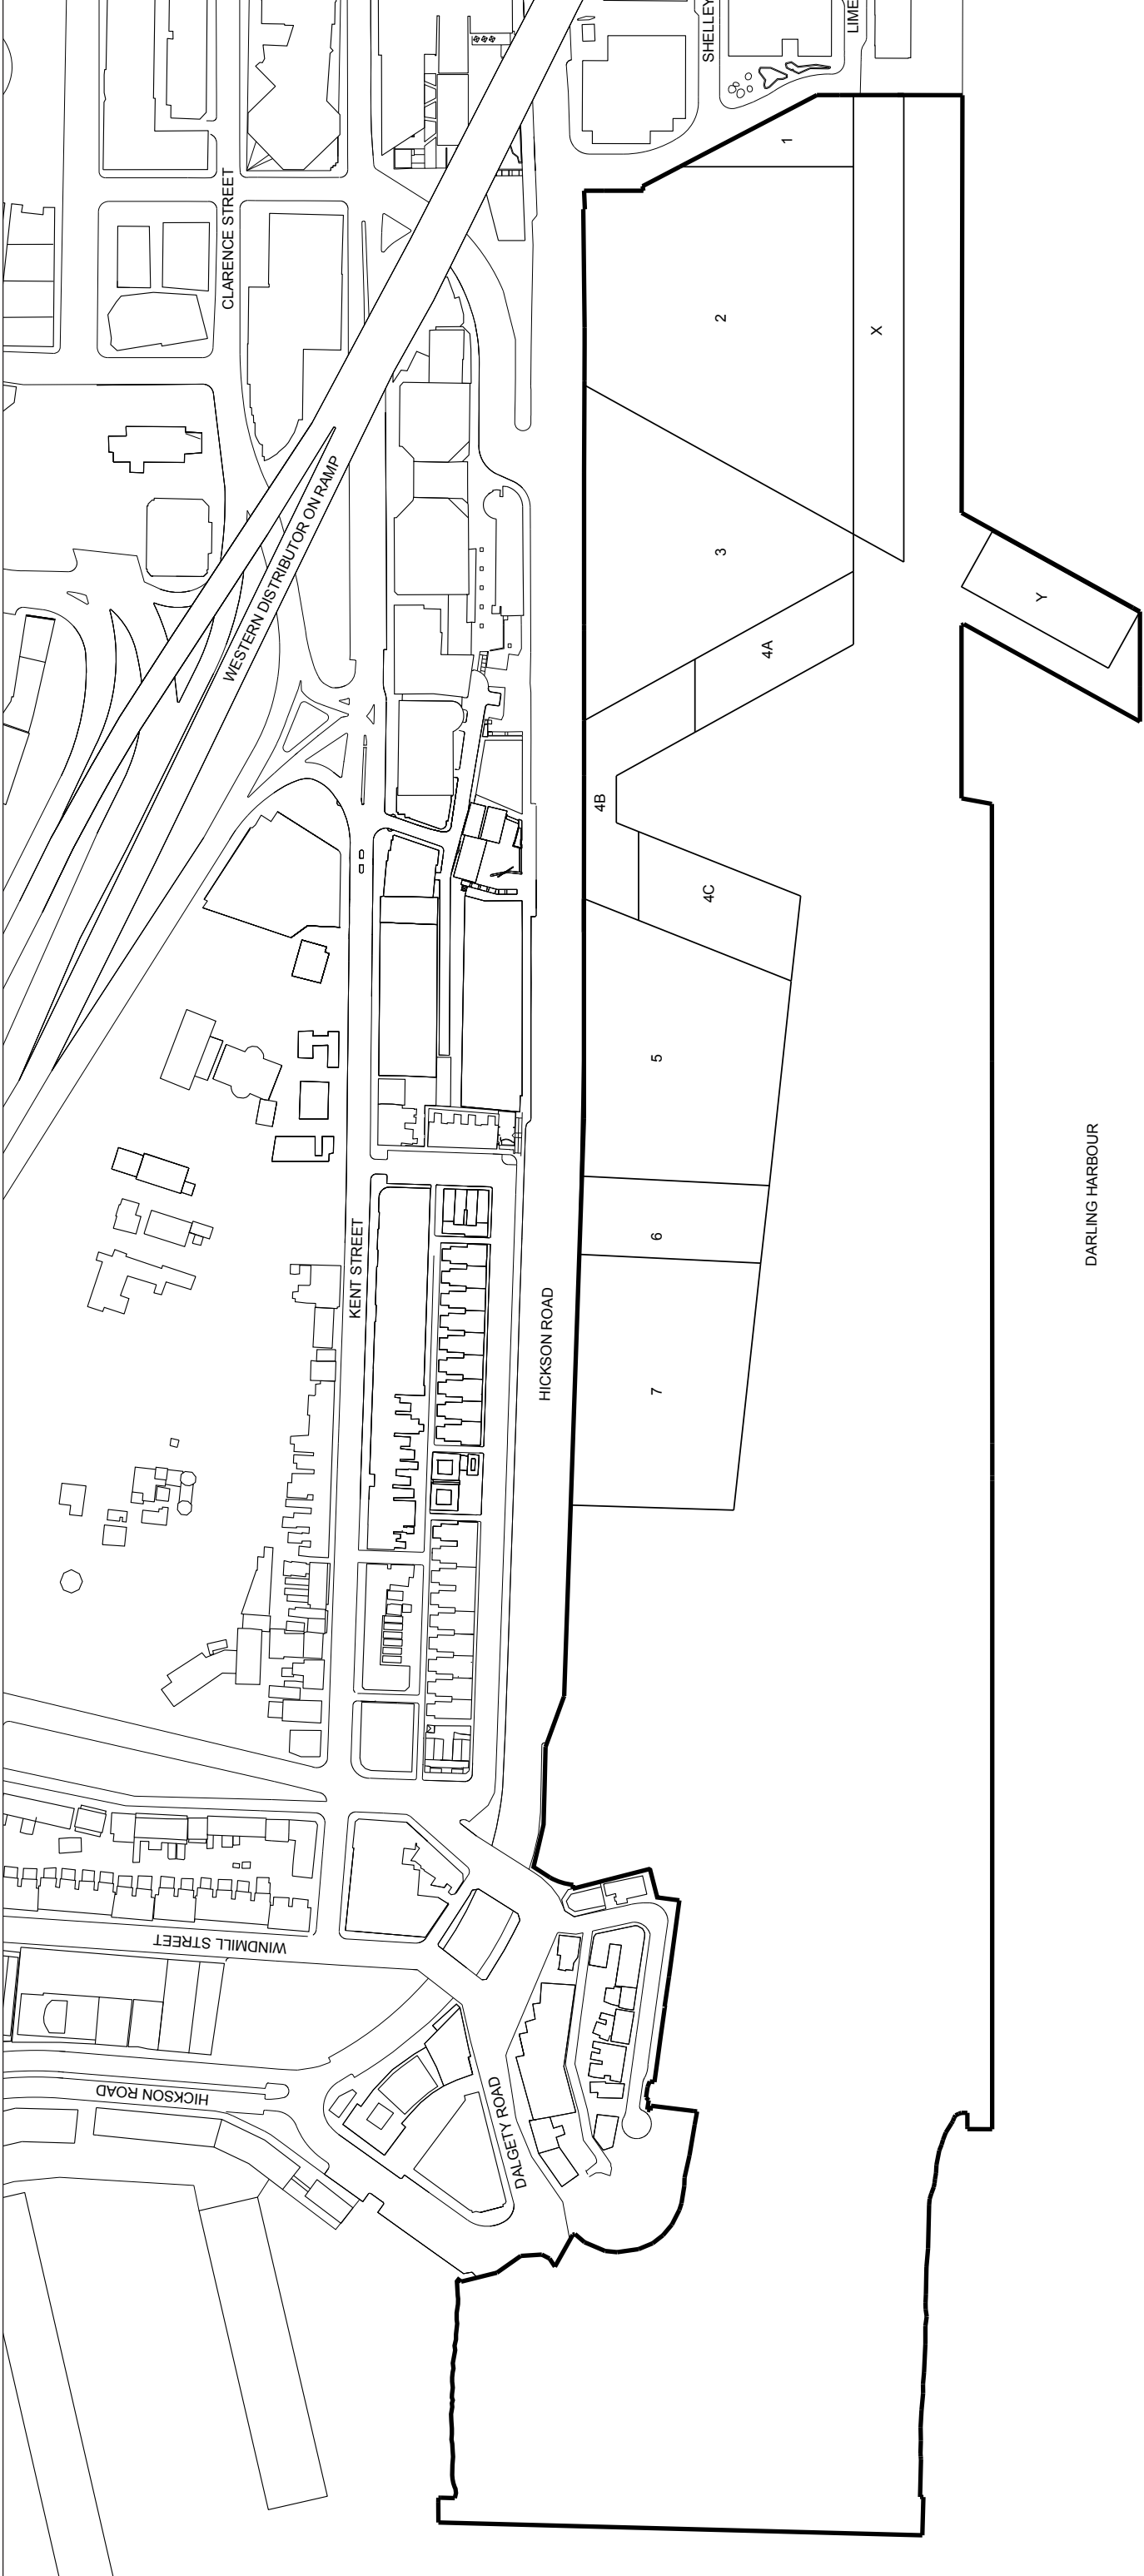 SHELLEY
LIME
1
CLARENCE STREET
2
X
WESTERN DISTRIBUTOR ON RAMP
3
Y
4A
4B
4C
5
DARLING HARBOUR
KENT STREET
6
HICKSON ROAD
7
WINDMILL STREET
HICKSON ROAD
DALGETY ROAD